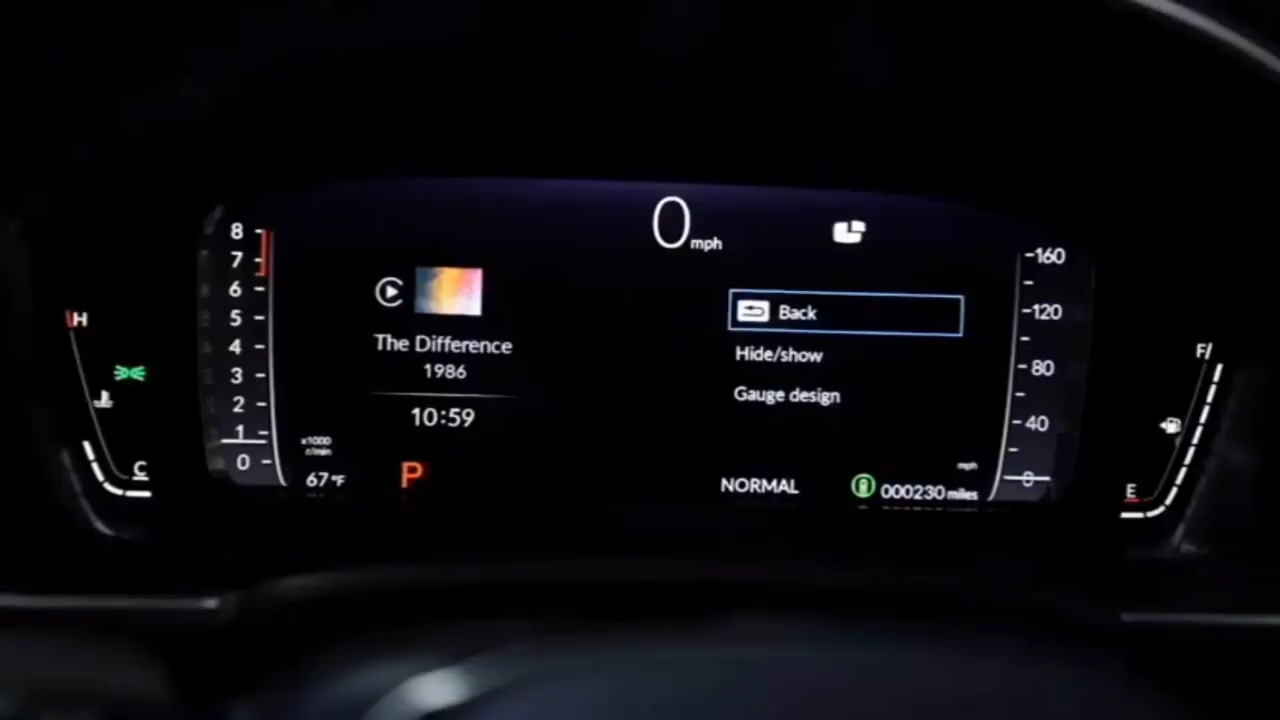 0 mph
8
7
6
5
4
3
2
1
0
x1000
r/min
67°F
H
C
The Difference
1986
10:59
P
Back
Hide/show
Gauge design
NORMAL
000230 miles
160
120
80
40
0
mph
F
E